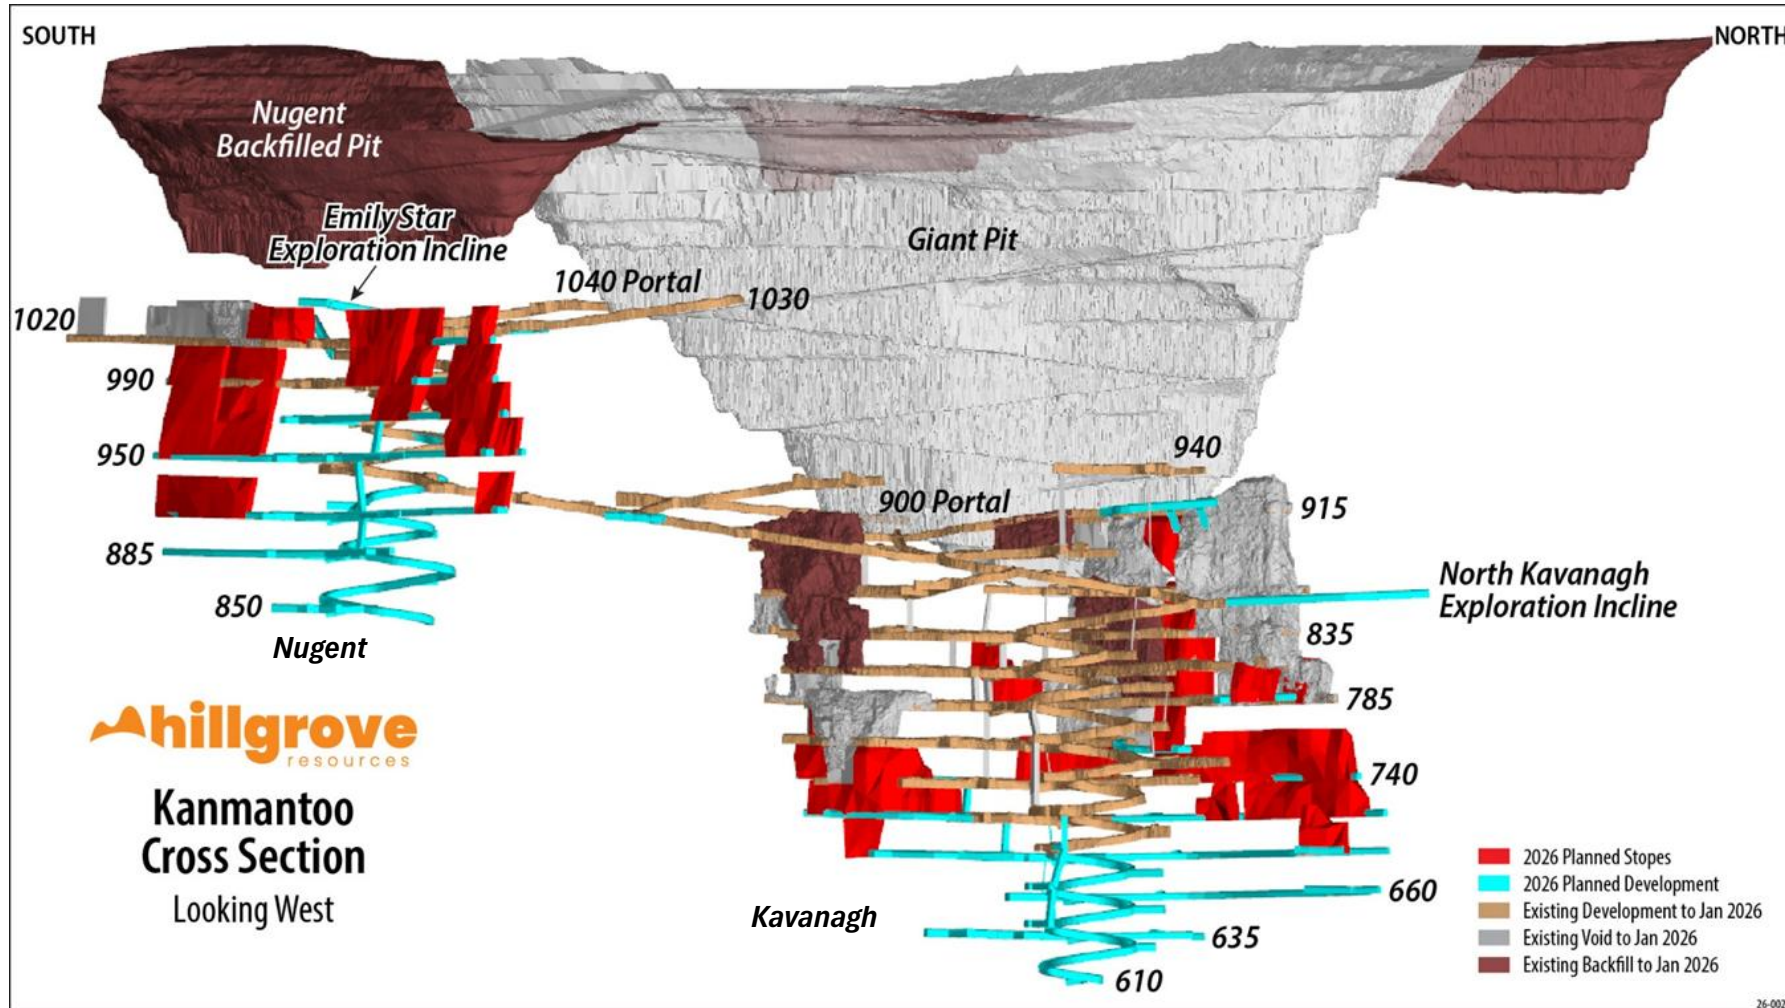 SOUTH
NORTH
Nugent
Backfilled Pit
Emily Star
Exploration Incline
Giant Pit
1040 Portal
1030
1020
990
950
940
900 Portal
915
885
850
Nugent
North Kavanagh
Exploration Incline
835
785
740
hillgrove
resources
Kanmantoo
Cross Section
Looking West
Kavanagh
660
635
610
2026 Planned Stopes
2026 Planned Development
Existing Development to Jan 2026
Existing Void to Jan 2026
Existing Backfill to Jan 2026